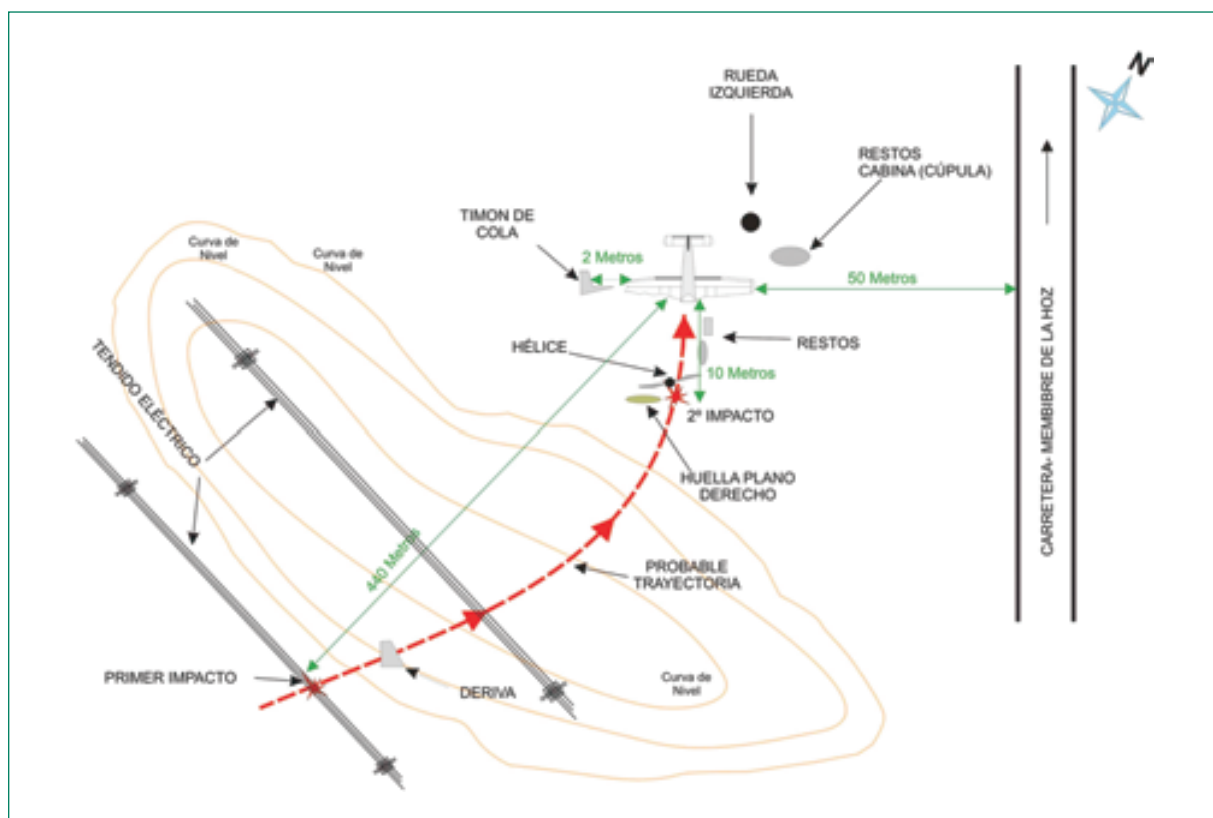 N
RUEDA
IZQUIERDA
RESTOS
CABINA (CÚPULA)
TIMON DE
COLA
2 Metros
50 Metros
Curva de
Nivel
Curva de
Nivel
TENDIDO ELÉCTRICO
HÉLICE
RESTOS
10 Metros
2º IMPACTO
HUELLA PLANO
DERECHO
440 Metros
PROBABLE
TRAYECTORIA
PRIMER IMPACTO
DERIVA
Curva de
Nivel
CARRETERA- MEMBIBRE DE LA HOZ